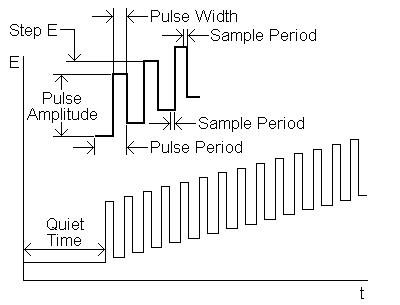 Pulse Width
Step E
Sample Period
E
Pulse
Amplitude
Sample Period
Pulse Period
Quiet
Time
t